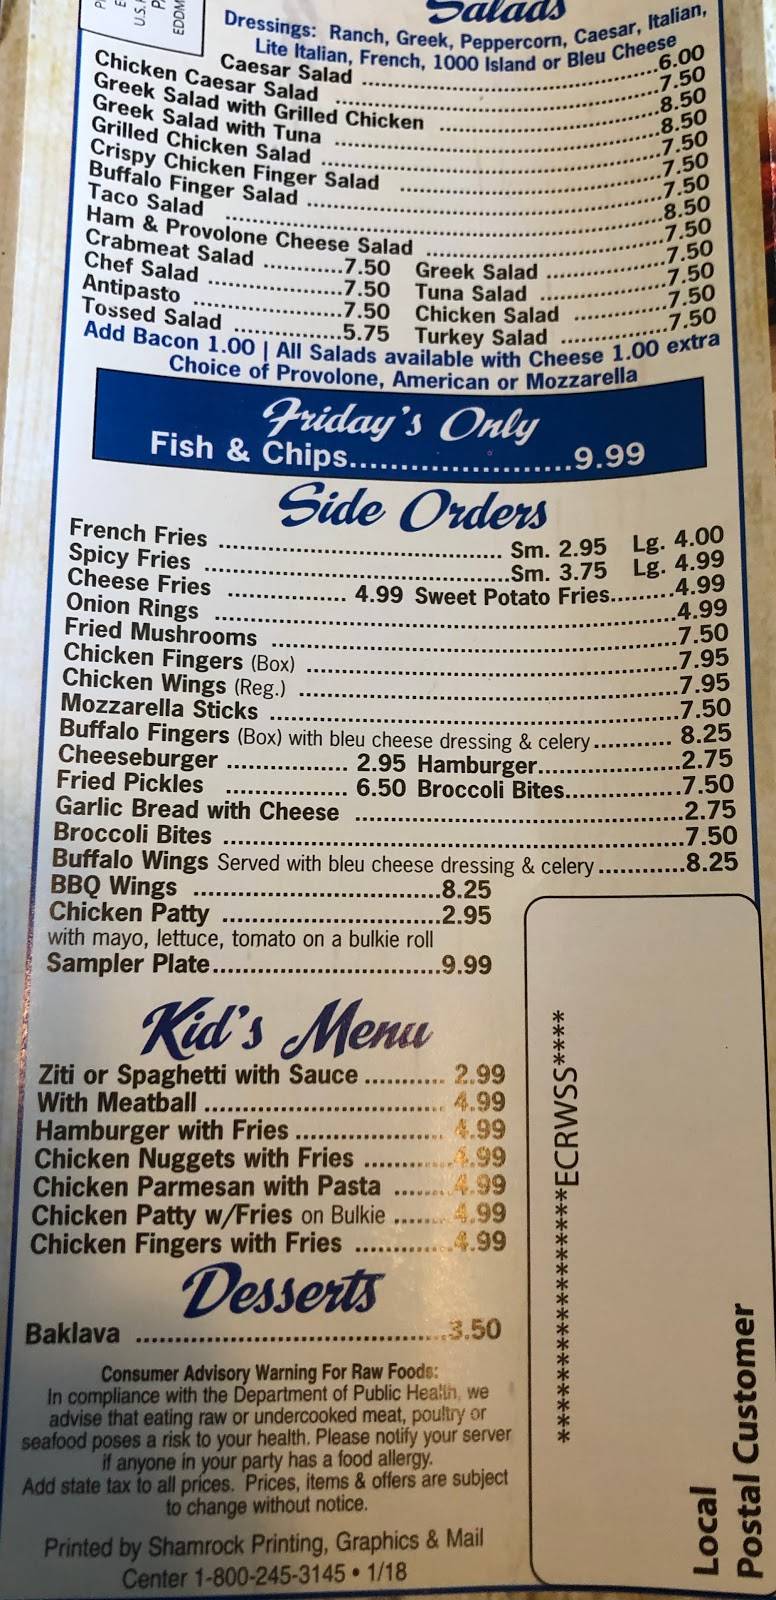 U.S.
EDDM
Salads
Dressings: Ranch, Greek, Peppercorn, Caesar, Italian,
Lite Italian, French, 1000 Island or Bleu Cheese
Caesar Salad ........ 6.00
Chicken Caesar Salad ........ 7.50
Greek Salad with Grilled Chicken ........ 8.50
Greek Salad with Tuna ........ 8.50
Grilled Chicken Salad ........ 7.50
Crispy Chicken Finger Salad ........ 7.50
Buffalo Finger Salad ........ 7.50
Taco Salad ........ 8.50
Ham & Provolone Cheese Salad ........ 7.50
Crabmeat Salad ........ 7.50 Greek Salad ........ 7.50
Chef Salad ........ 7.50 Tuna Salad ........ 7.50
Antipasto ........ 7.50 Chicken Salad ........ 7.50
Tossed Salad ........ 5.75 Turkey Salad ........ 7.50
Add Bacon 1.00 | All Salads available with Cheese 1.00 extra
Choice of Provolone, American or Mozzarella
Friday's Only
Fish & Chips........ 9.99
Side Orders
French Fries ........ Sm. 2.95 Lg. 4.00
Spicy Fries ........ Sm. 3.75 Lg. 4.99
Cheese Fries ........ 4.99 Sweet Potato Fries........ 4.99
Onion Rings ........ 4.99
Fried Mushrooms ........ 7.50
Chicken Fingers (Box) ........ 7.95
Chicken Wings (Reg.) ........ 7.95
Mozzarella Sticks ........ 7.50
Buffalo Fingers (Box) with bleu cheese dressing & celery ........ 8.25
Cheeseburger ........ 2.95 Hamburger........ 2.75
Fried Pickles ........ 6.50 Broccoli Bites........ 7.50
Garlic Bread with Cheese ........ 2.75
Broccoli Bites ........ 7.50
Buffalo Wings Served with bleu cheese dressing & celery ........ 8.25
BBQ Wings ........ 8.25
Chicken Patty ........ 2.95
with mayo, lettuce, tomato on a bulkie roll
Sampler Plate........ 9.99
Kid's Menu
Ziti or Spaghetti with Sauce ........ 2.99
With Meatball ........ 4.99
Hamburger with Fries ........ 4.99
Chicken Nuggets with Fries ........ 4.99
Chicken Parmesan with Pasta ........ 4.99
Chicken Patty w/Fries on Bulkie ........ 4.99
Chicken Fingers with Fries ........ 4.99
Desserts
Baklava ........ 3.50
Consumer Advisory Warning For Raw Foods:
In compliance with the Department of Public Health, we
advise that eating raw or undercooked meat, poultry or
seafood poses a risk to your health. Please notify your server
if anyone in your party has a food allergy.
Add state tax to all prices. Prices, items & offers are subject
to change without notice.
Printed by Shamrock Printing, Graphics & Mail
Center 1-800-245-3145 • 1/18
******************ECRWSS****
Local
Postal Customer